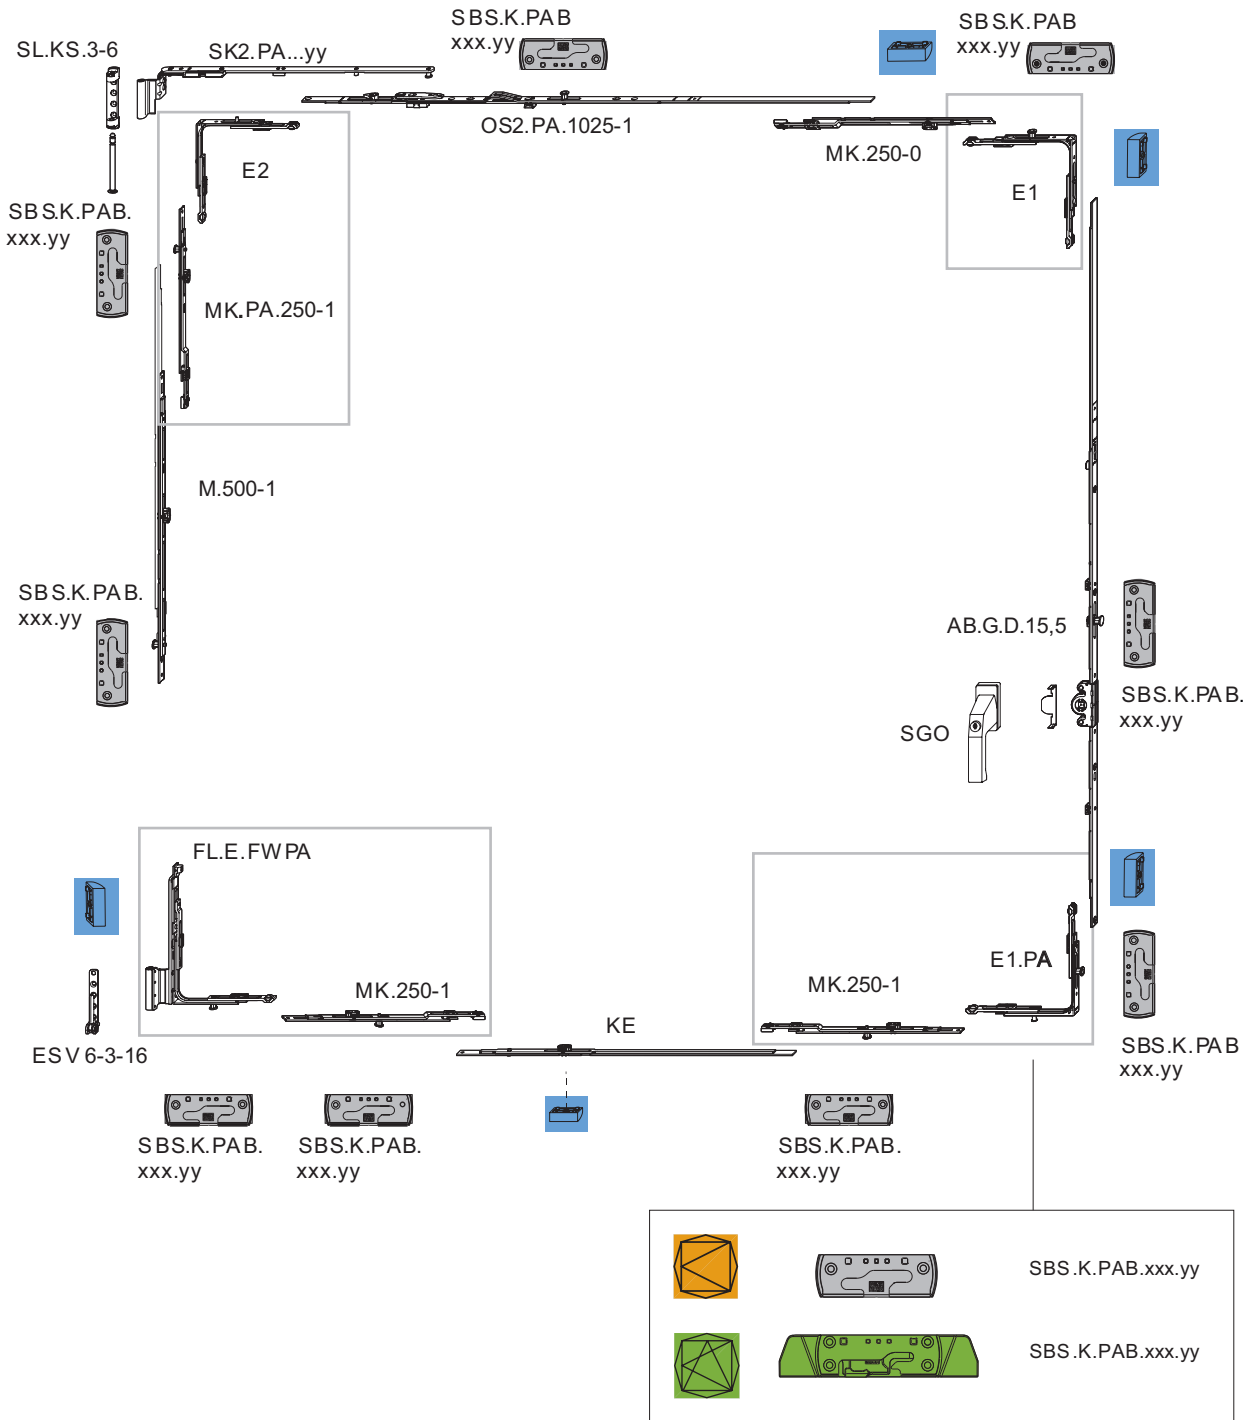 SBS.K.PAB
xxx.yy
SBS.K.PAB
xxx.yy
SL.KS.3-6
SK2.PA...yy
OS2.PA.1025-1
MK.250-0
E2
E1
SBS.K.PAB.
xxx.yy
MK.PA.250-1
M.500-1
SBS.K.PAB.
xxx.yy
AB.G.D.15,5
SBS.K.PAB.
xxx.yy
SGO
FL.E.FWPA
E1.PA
MK.250-1
MK.250-1
KE
ESV 6-3-16
SBS.K.PAB
xxx.yy
SBS.K.PAB.
xxx.yy
SBS.K.PAB.
xxx.yy
SBS.K.PAB.
xxx.yy
SBS.K.PAB.xxx.yy
SBS.K.PAB.xxx.yy